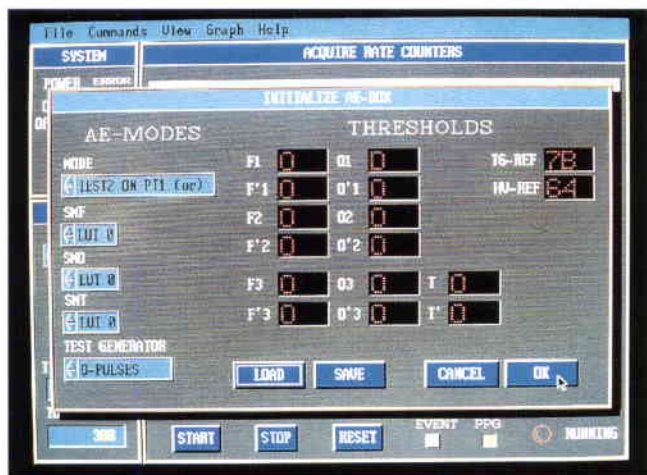 File Commands View Graph Help
SYSTEM
ACQUIRE RATE COUNTERS
POWER ERROR
INITIALIZE AE-BOX
AE-MODES
THRESHOLDS
MODE
TEST2 ON PT1 (or)
SMF
LUT 0
SMO
LUT 0
SMT
LUT 0
TEST GENERATOR
O-PULSES
F1 0 O1 0 TG-REF 7B
F'1 0 O'1 0 HV-REF 64
F2 0 O2 0
F'2 0 O'2 0
F3 0 O3 0 T 0
F'3 0 O'3 0 T' 0
LOAD SAVE CANCEL OK
300 START STOP RESET EVENT PPG RUNNING